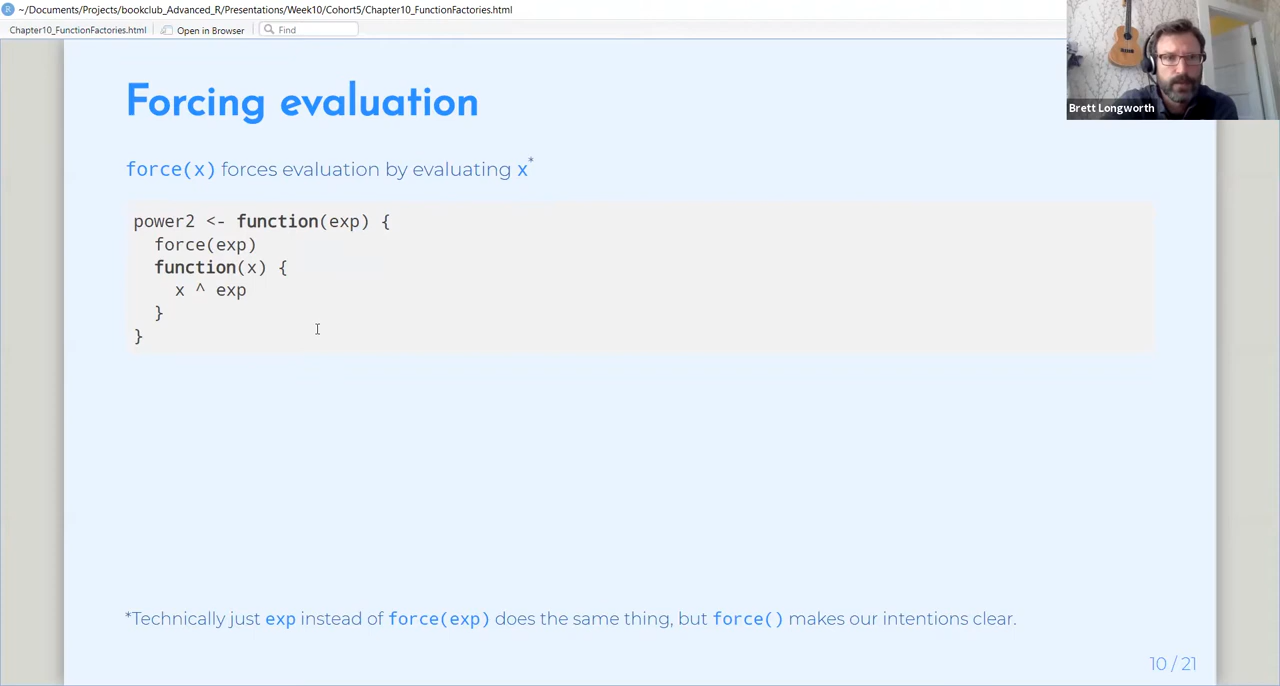 ~/Documents/Projects/bookclub_Advanced_R/Presentations/Week10/Cohort5/Chapter10_FunctionFactories.html
Chapter10_FunctionFactories.html Open in Browser Find
Brett Longworth
Forcing evaluation
force(x) forces evaluation by evaluating x*
power2 <- function(exp) {
  force(exp)
  function(x) {
    x ^ exp
  }
}
*Technically just exp instead of force(exp) does the same thing, but force() makes our intentions clear.
10 / 21